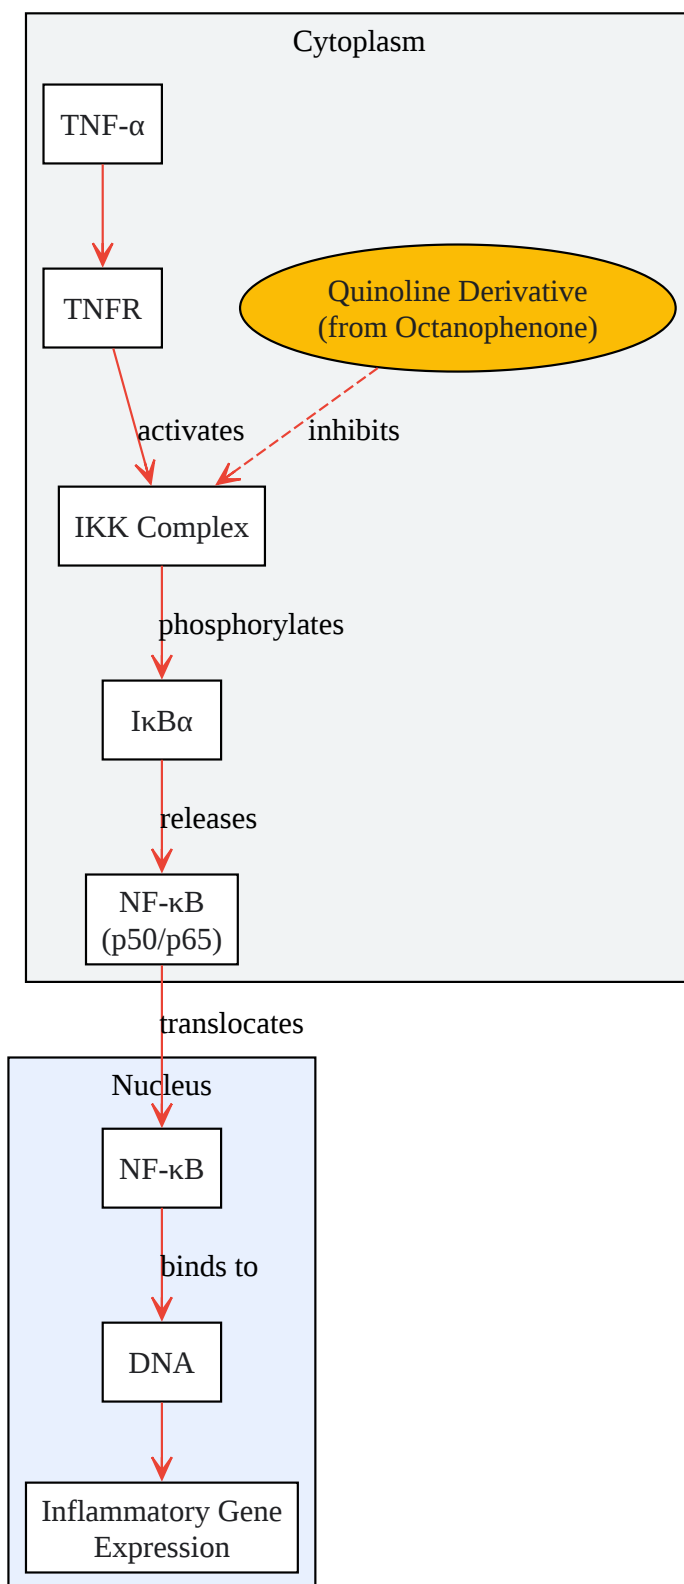 Cytoplasm
TNF-α
TNFR
Quinoline Derivative
(from Octanophenone)
activates
inhibits
IKK Complex
phosphorylates
IκBα
releases
NF-κB
(p50/p65)
translocates
Nucleus
NF-κB
binds to
DNA
Inflammatory Gene
Expression